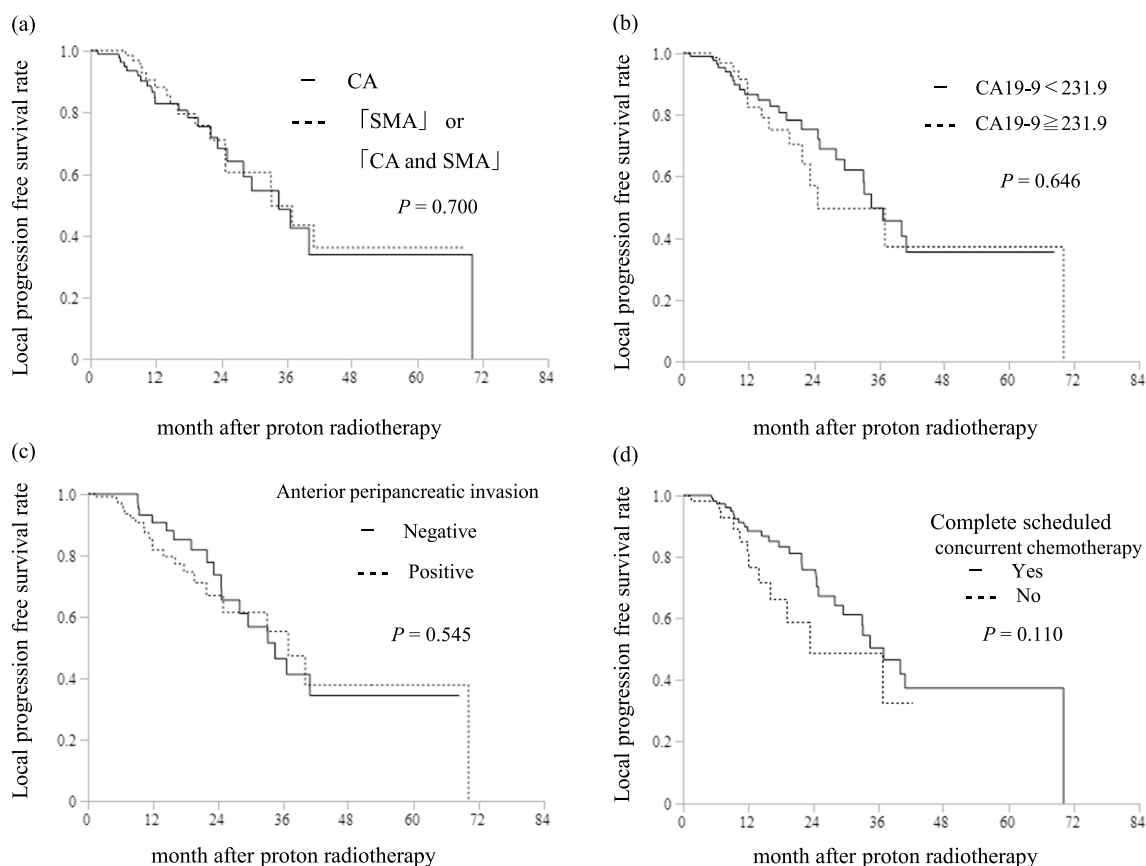 (a)
Local progression free survival rate
1.0
0.8
0.6
0.4
0.2
0
0 12 24 36 48 60 72 84
month after proton radiotherapy
CA
「SMA」 or
「CA and SMA」
P = 0.700
(b)
Local progression free survival rate
1.0
0.8
0.6
0.4
0.2
0
0 12 24 36 48 60 72 84
month after proton radiotherapy
CA19-9<231.9
CA19-9≧231.9
P = 0.646
(c)
Local progression free survival rate
1.0
0.8
0.6
0.4
0.2
0
0 12 24 36 48 60 72 84
month after proton radiotherapy
Anterior peripancreatic invasion
Negative
Positive
P = 0.545
(d)
Local progression free survival rate
1.0
0.8
0.6
0.4
0.2
0
0 12 24 36 48 60 72 84
month after proton radiotherapy
Complete scheduled
concurrent chemotherapy
Yes
No
P = 0.110